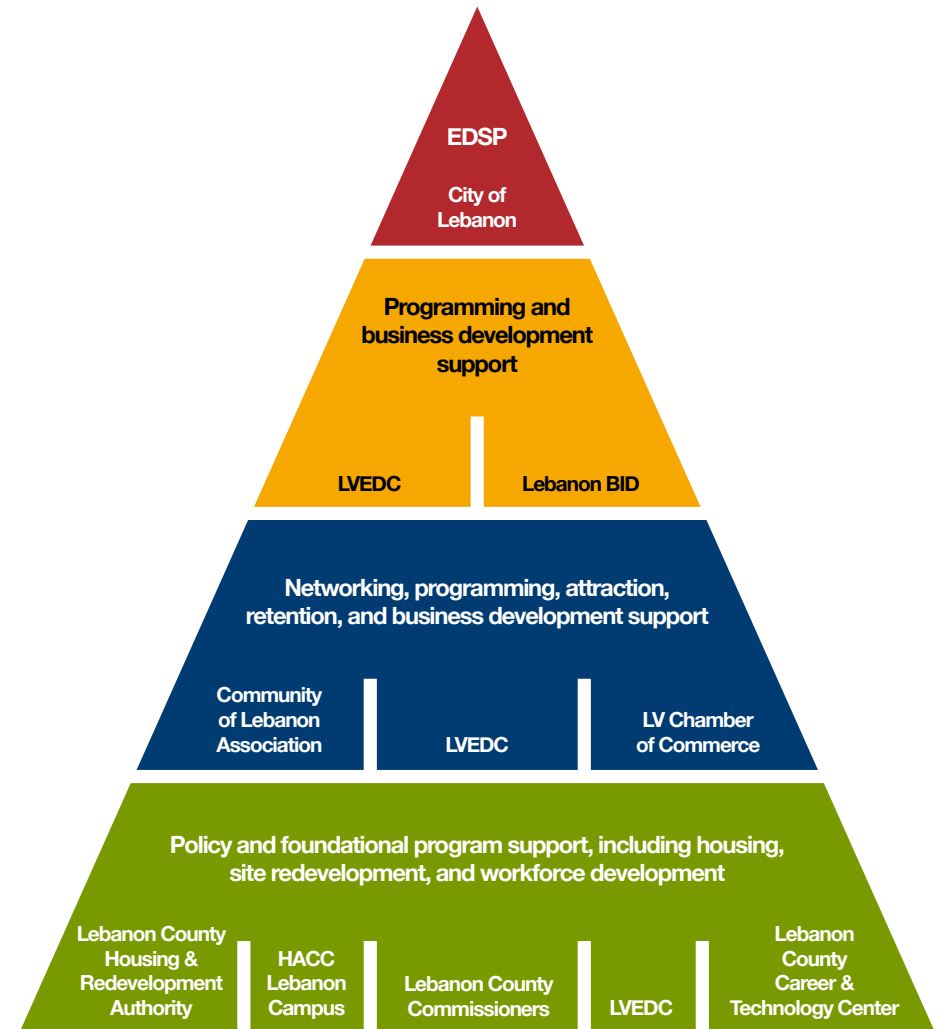 EDSP
City of
Lebanon
Programming and
business development
support
LVEDC
Lebanon BID
Networking, programming, attraction,
retention, and business development support
Community
of Lebanon
Association
LVEDC
LV Chamber
of Commerce
Policy and foundational program support, including housing,
site redevelopment, and workforce development
Lebanon County
Housing &
Redevelopment
Authority
HACC
Lebanon
Campus
Lebanon County
Commissioners
LVEDC
Lebanon
County
Career &
Technology Center